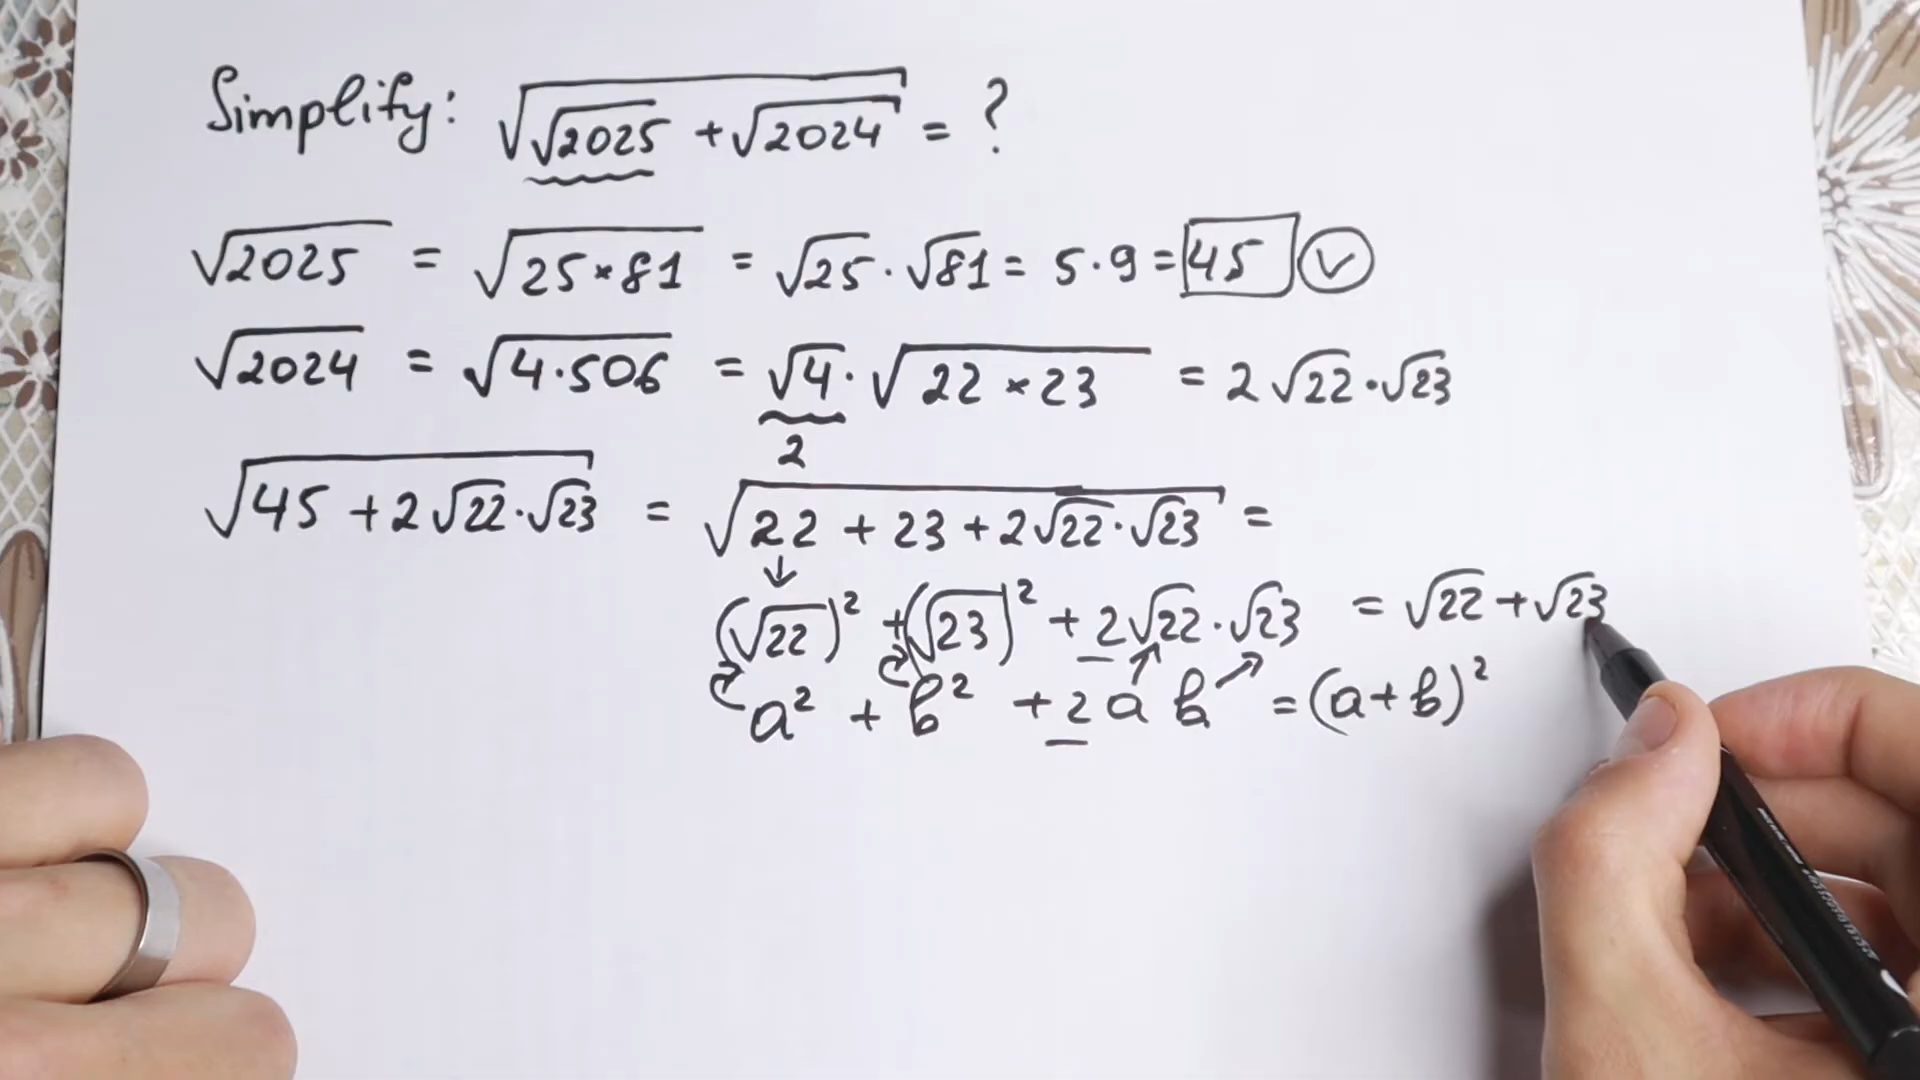 Simplify: √(√2025 + √2024) = ?
√2025 = √(25×81) = √25 · √81 = 5·9 = 45 ✓
√2024 = √(4·506) = √4 · √(22×23) = 2√22 · √23
2
√(45 + 2√22·√23) = √(22 + 23 + 2√22·√23) =
(√22)² + (√23)² + 2√22·√23 = √22 + √23
a² + b² + 2ab = (a+b)²